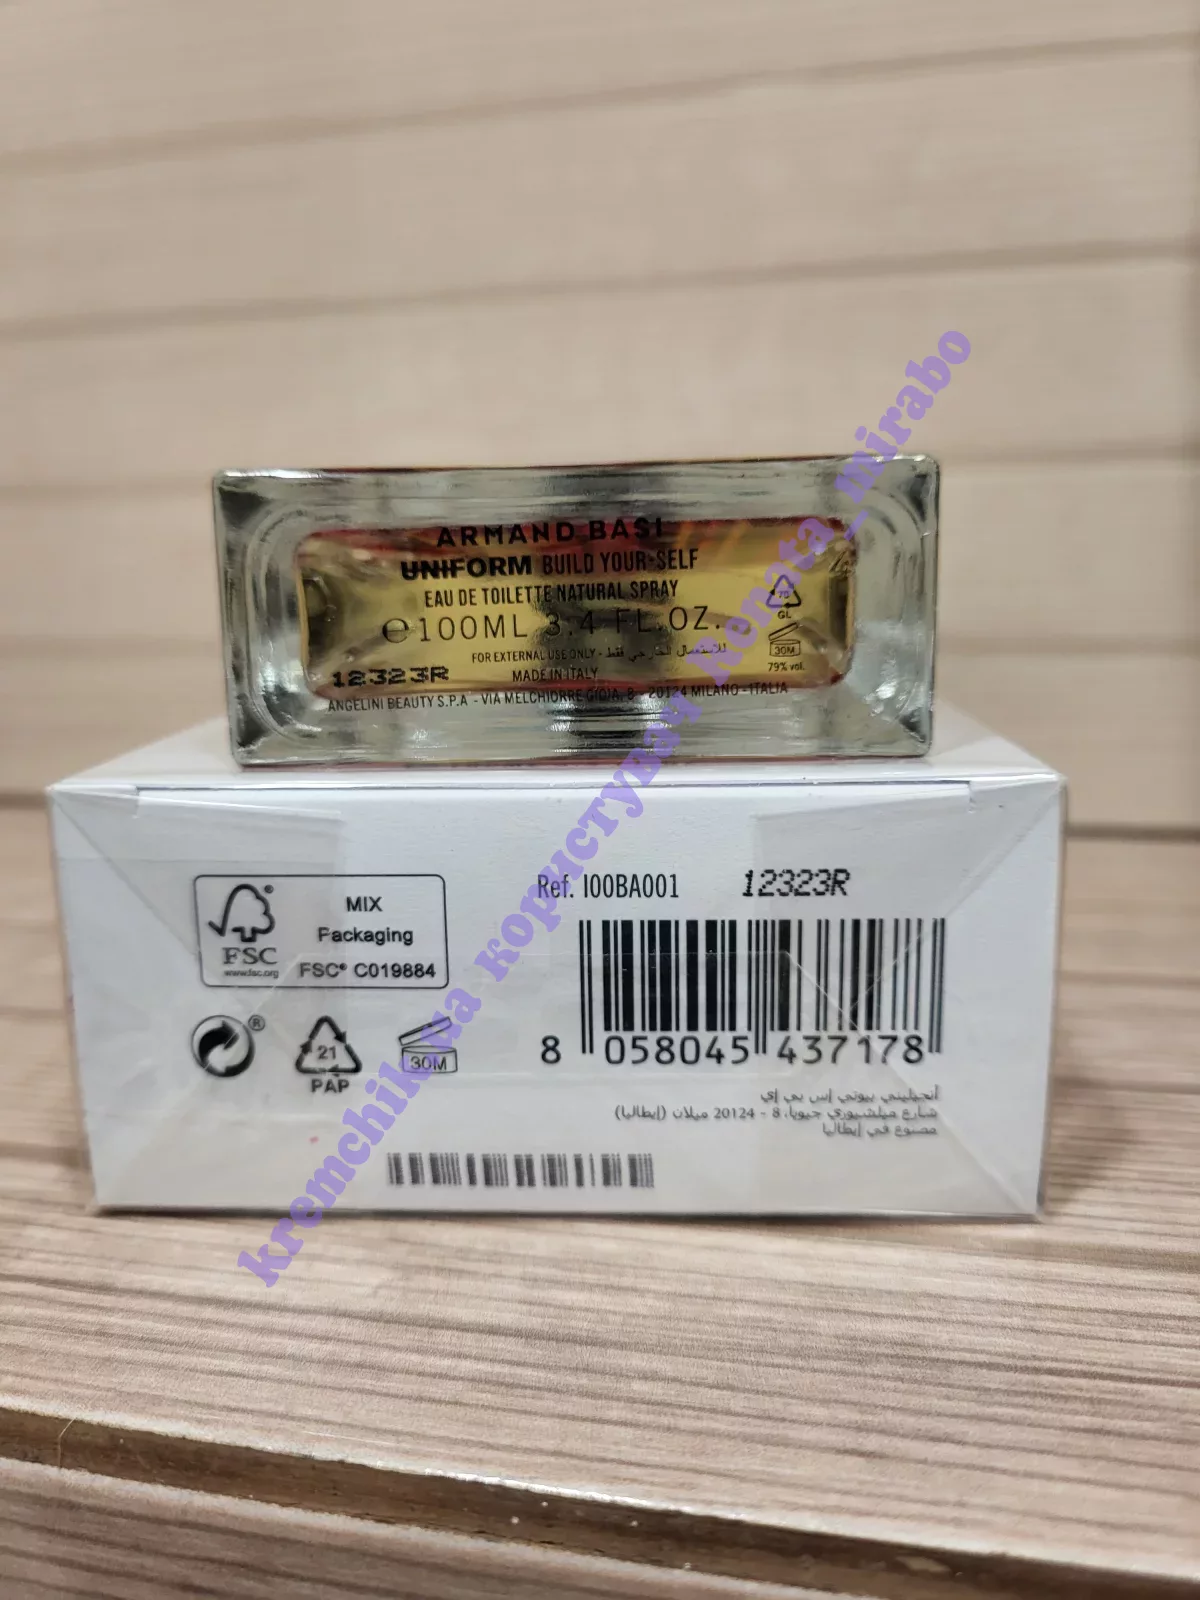 ARMAND BASI
UNIFORM BUILD YOUR-SELF
EAU DE TOILETTE NATURAL SPRAY
℮100ML 3.4 FL.OZ.
70
GL
FOR EXTERNAL USE ONLY - للاستعمال الخارجي فقط
30M
12323R
MADE IN ITALY
79% vol.
ANGELINI BEAUTY S.P.A - VIA MELCHIORRE GIOIA, 8 - 20124 MILANO - ITALIA
FSC®
www.fsc.org
MIX
Packaging
FSC® C019884
Ref. I00BA001
12323R
8 058045 437178
®
21
PAP
30M
أنجيليني بيوتي إس بي إي
شارع ميلشيوري جيويا، 8 - 20124 ميلان (إيطاليا)
مصنوع في إيطاليا
kremchik.ua користувач Renata_mirabo